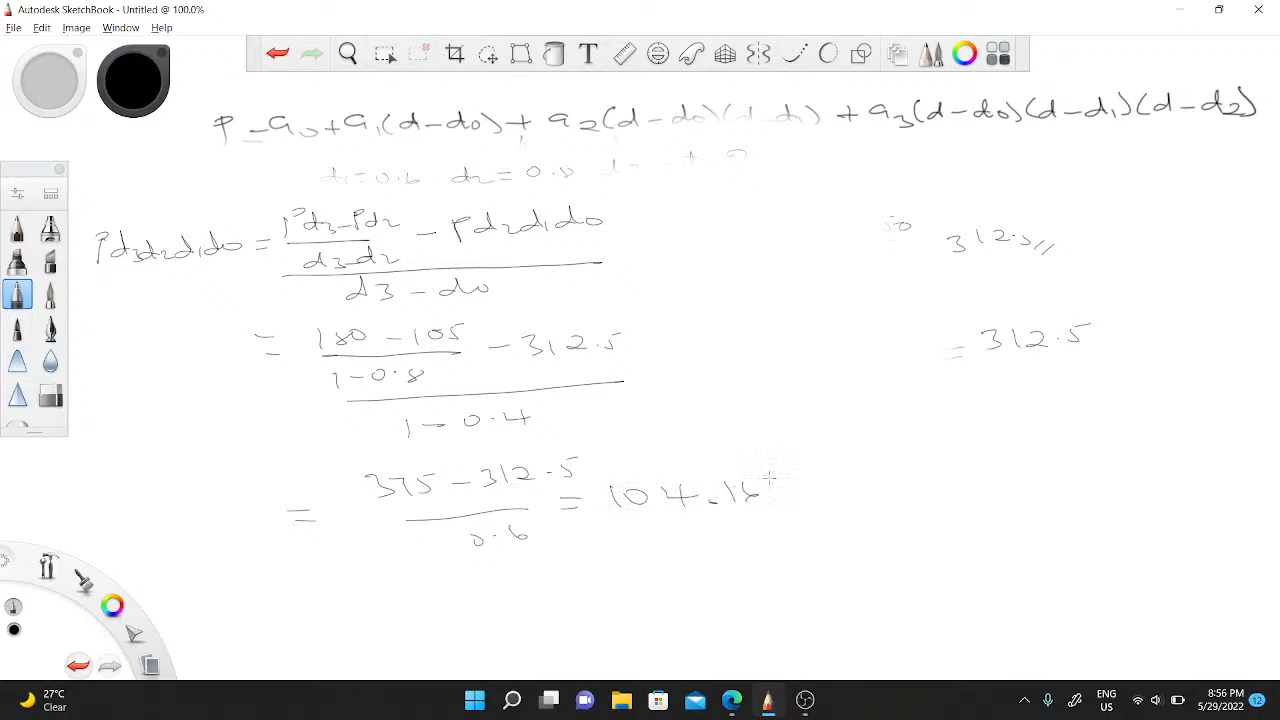 Autodesk SketchBook - Untitled @ 100.0%
File Edit Image Window Help
T
P = a0 + a1(d-d0) + a2(d-d0)(d-d1) + a3(d-d0)(d-d1)(d-d2)
d1=0.6 d2=0.8
Pd3d2d1d0 = Pd3-Pd2 - Pd2d1d0
d3-d2
d3 - d0
312.5//
= 180 - 105 - 312.5
1-0.8
1 - 0.4
= 312.5
= 375 - 312.5 = 104.16
0.6
27°C
Clear
ENG
US
8:56 PM
5/29/2022
12